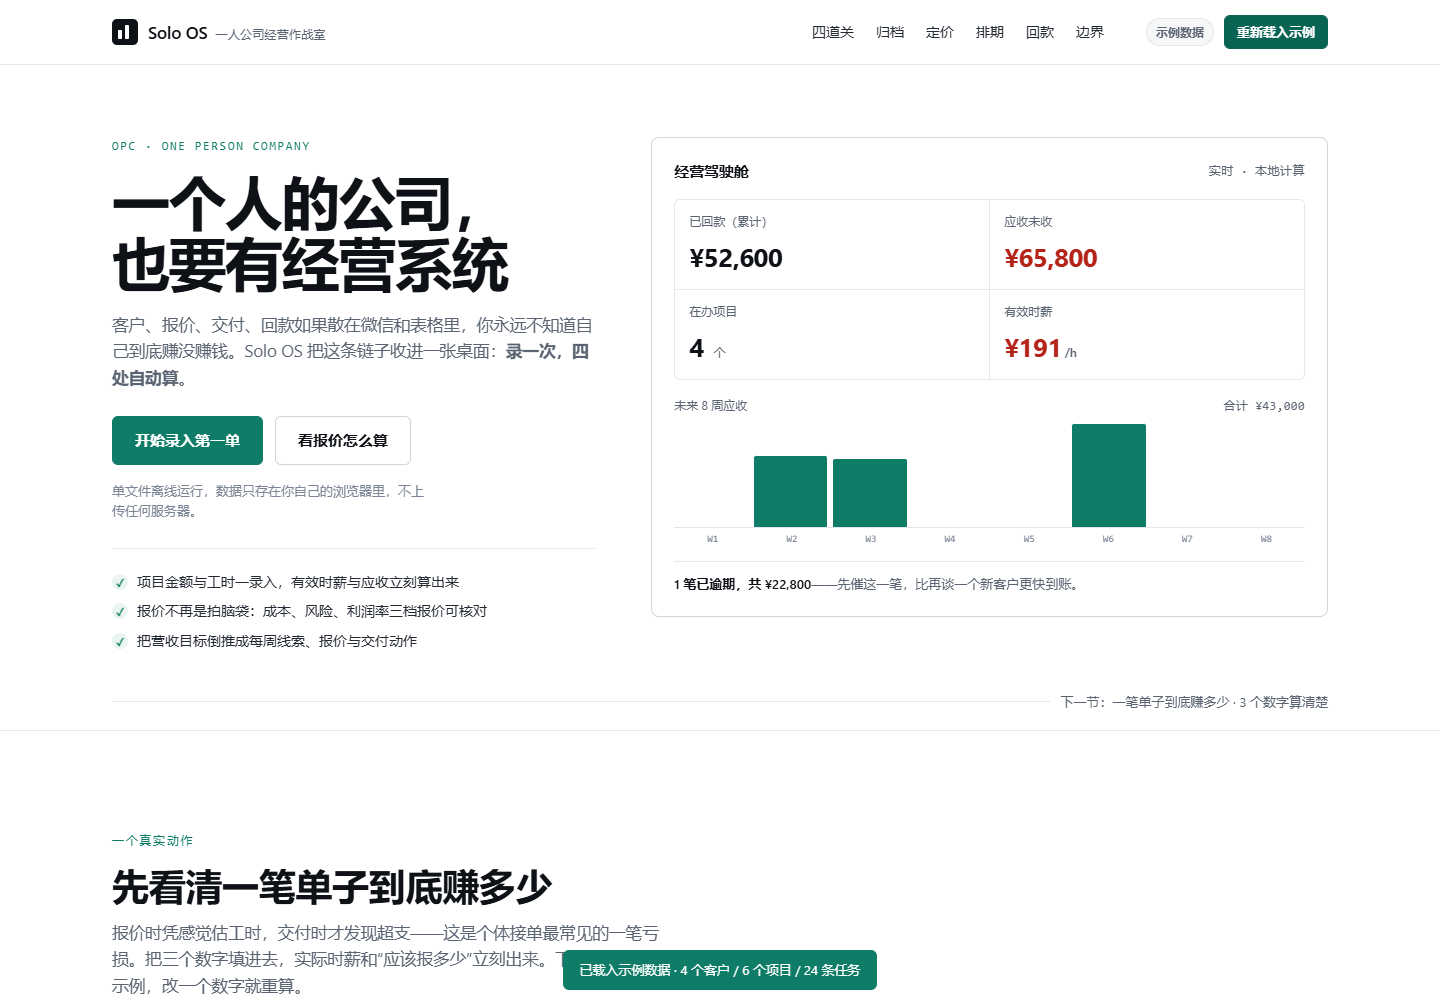 Solo OS 一人公司经营作战室
四道关 归档 定价 排期 回款 边界 示例数据 重新载入示例
OPC · ONE PERSON COMPANY
一个人的公司，
也要有经营系统
客户、报价、交付、回款如果散在微信和表格里，你永远不知道自
己到底赚没赚钱。Solo OS 把这条链子收进一张桌面：录一次，四
处自动算。
开始录入第一单 看报价怎么算
单文件离线运行，数据只存在你自己的浏览器里，不上
传任何服务器。
项目金额与工时一录入，有效时薪与应收立刻算出来
报价不再是拍脑袋：成本、风险、利润率三档报价可核对
把营收目标倒推成每周线索、报价与交付动作
经营驾驶舱 实时 · 本地计算
已回款（累计） 应收未收
¥52,600 ¥65,800
在办项目 有效时薪
4 个 ¥191 /h
未来 8 周应收 合计 ¥43,000
W1 W2 W3 W4 W5 W6 W7 W8
1 笔已逾期，共 ¥22,800——先催这一笔，比再谈一个新客户更快到账。
下一节：一笔单子到底赚多少 · 3 个数字算清楚
一个真实动作
先看清一笔单子到底赚多少
报价时凭感觉估工时，交付时才发现超支——这是个体接单最常见的一笔亏
损。把三个数字填进去，实际时薪和“应该报多少”立刻出来。
示例，改一个数字就重算。
已载入示例数据 · 4 个客户 / 6 个项目 / 24 条任务